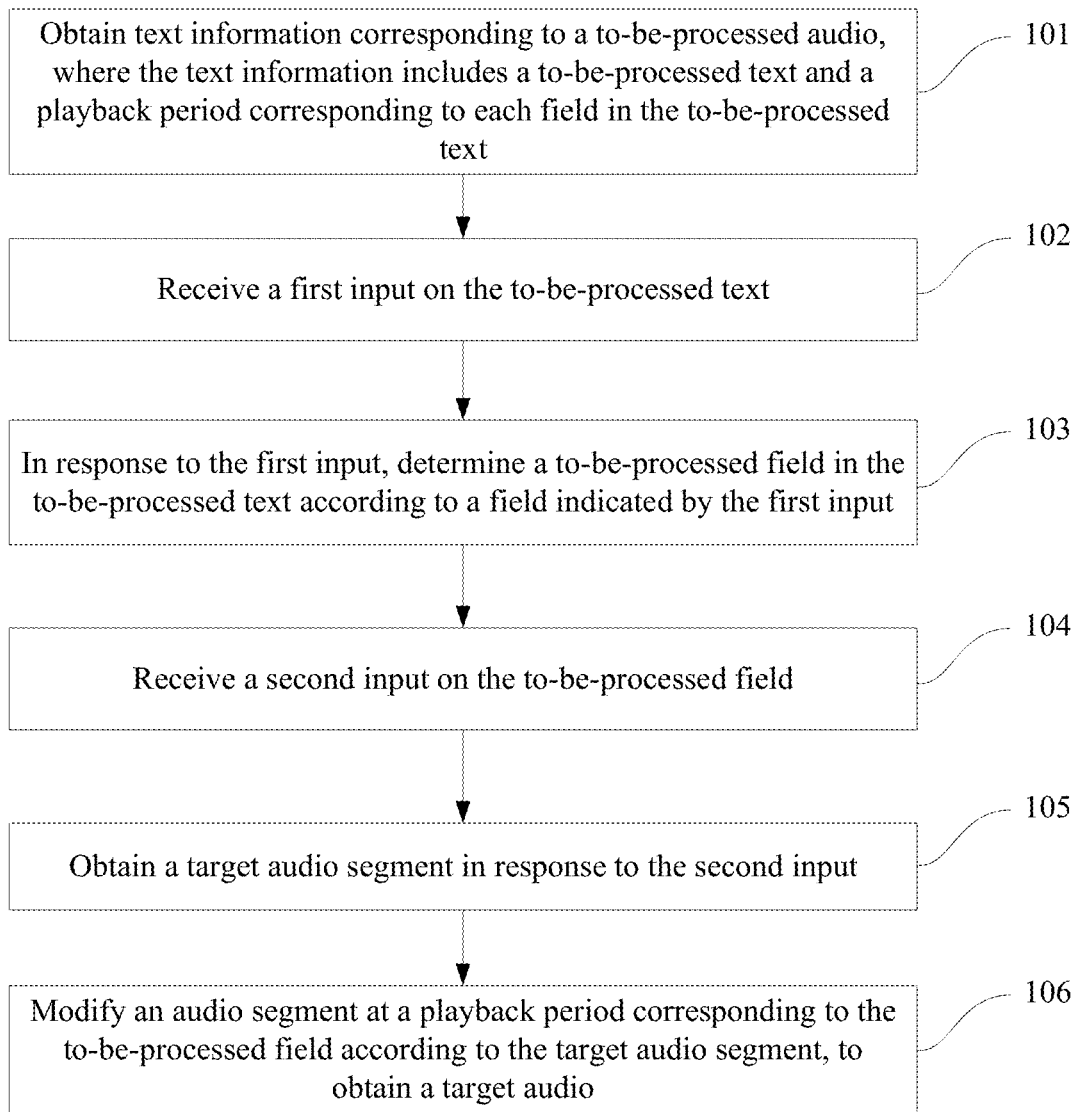 Obtain text information corresponding to a to-be-processed audio,
where the text information includes a to-be-processed text and a
playback period corresponding to each field in the to-be-processed
text
101
Receive a first input on the to-be-processed text
102
In response to the first input, determine a to-be-processed field in the
to-be-processed text according to a field indicated by the first input
103
Receive a second input on the to-be-processed field
104
Obtain a target audio segment in response to the second input
105
Modify an audio segment at a playback period corresponding to the
to-be-processed field according to the target audio segment, to
obtain a target audio
106